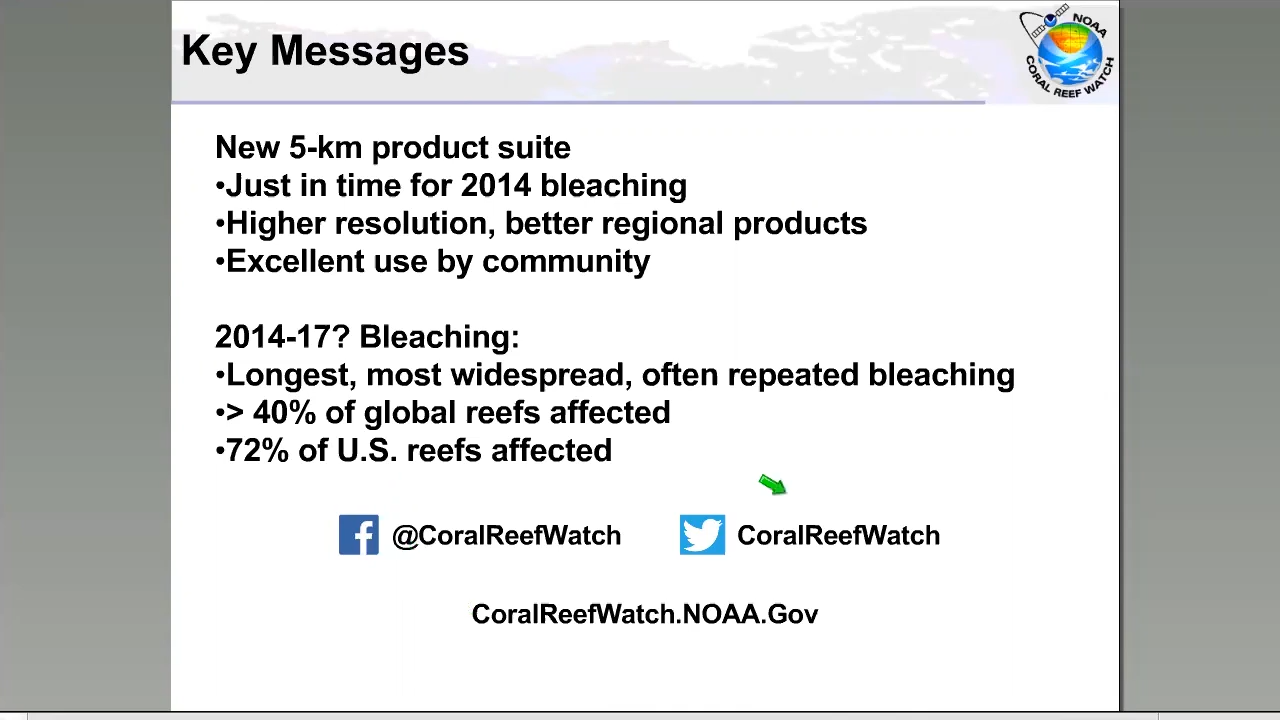 Key Messages
NOAA
CORAL REEF WATCH
New 5-km product suite
•Just in time for 2014 bleaching
•Higher resolution, better regional products
•Excellent use by community
2014-17? Bleaching:
•Longest, most widespread, often repeated bleaching
•> 40% of global reefs affected
•72% of U.S. reefs affected
@CoralReefWatch
CoralReefWatch
CoralReefWatch.NOAA.Gov